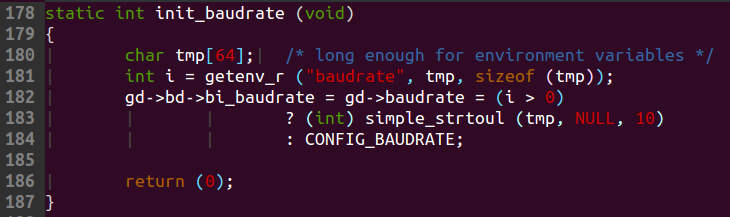 178 static int init_baudrate (void)
179 {
180         char tmp[64];   /* long enough for environment variables */
181         int i = getenv_r ("baudrate", tmp, sizeof (tmp));
182         gd->bd->bi_baudrate = gd->baudrate = (i > 0)
183                         ? (int) simple_strtoul (tmp, NULL, 10)
184                         : CONFIG_BAUDRATE;
185
186         return (0);
187 }